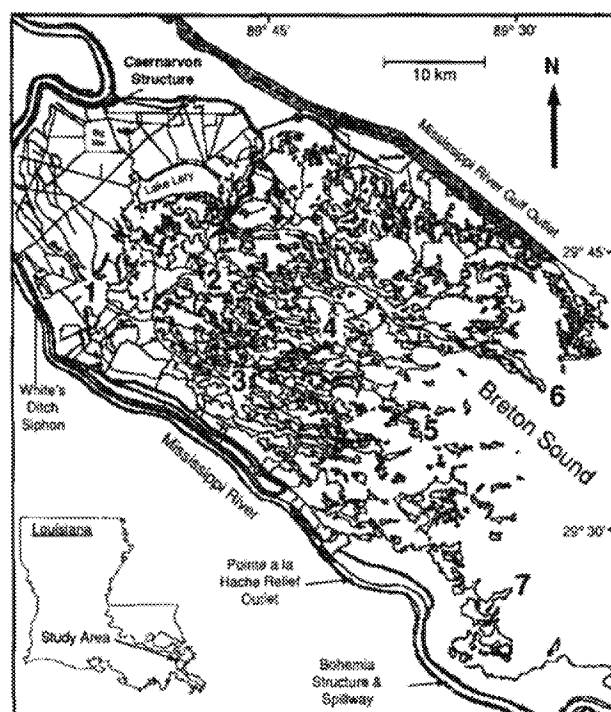 89° 45'
89° 30'
Caernarvon
Structure
10 km
N
Mississippi River Gulf Outlet
Lake Lery
29° 45'
1
2
3
4
5
6
7
White's
Ditch
Siphon
Breton Sound
Mississippi River
29° 30'
Louisiana
Study Area
Pointe a la
Hache Relief
Outlet
Bohemia
Structure &
Spillway